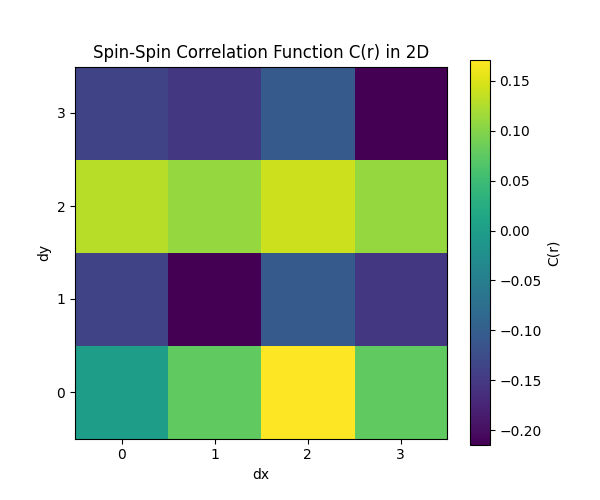 Spin-Spin Correlation Function C(r) in 2D
3
2
1
0
dy
0 1 2 3
dx
0.15
0.10
0.05
0.00
−0.05
−0.10
−0.15
−0.20
C(r)